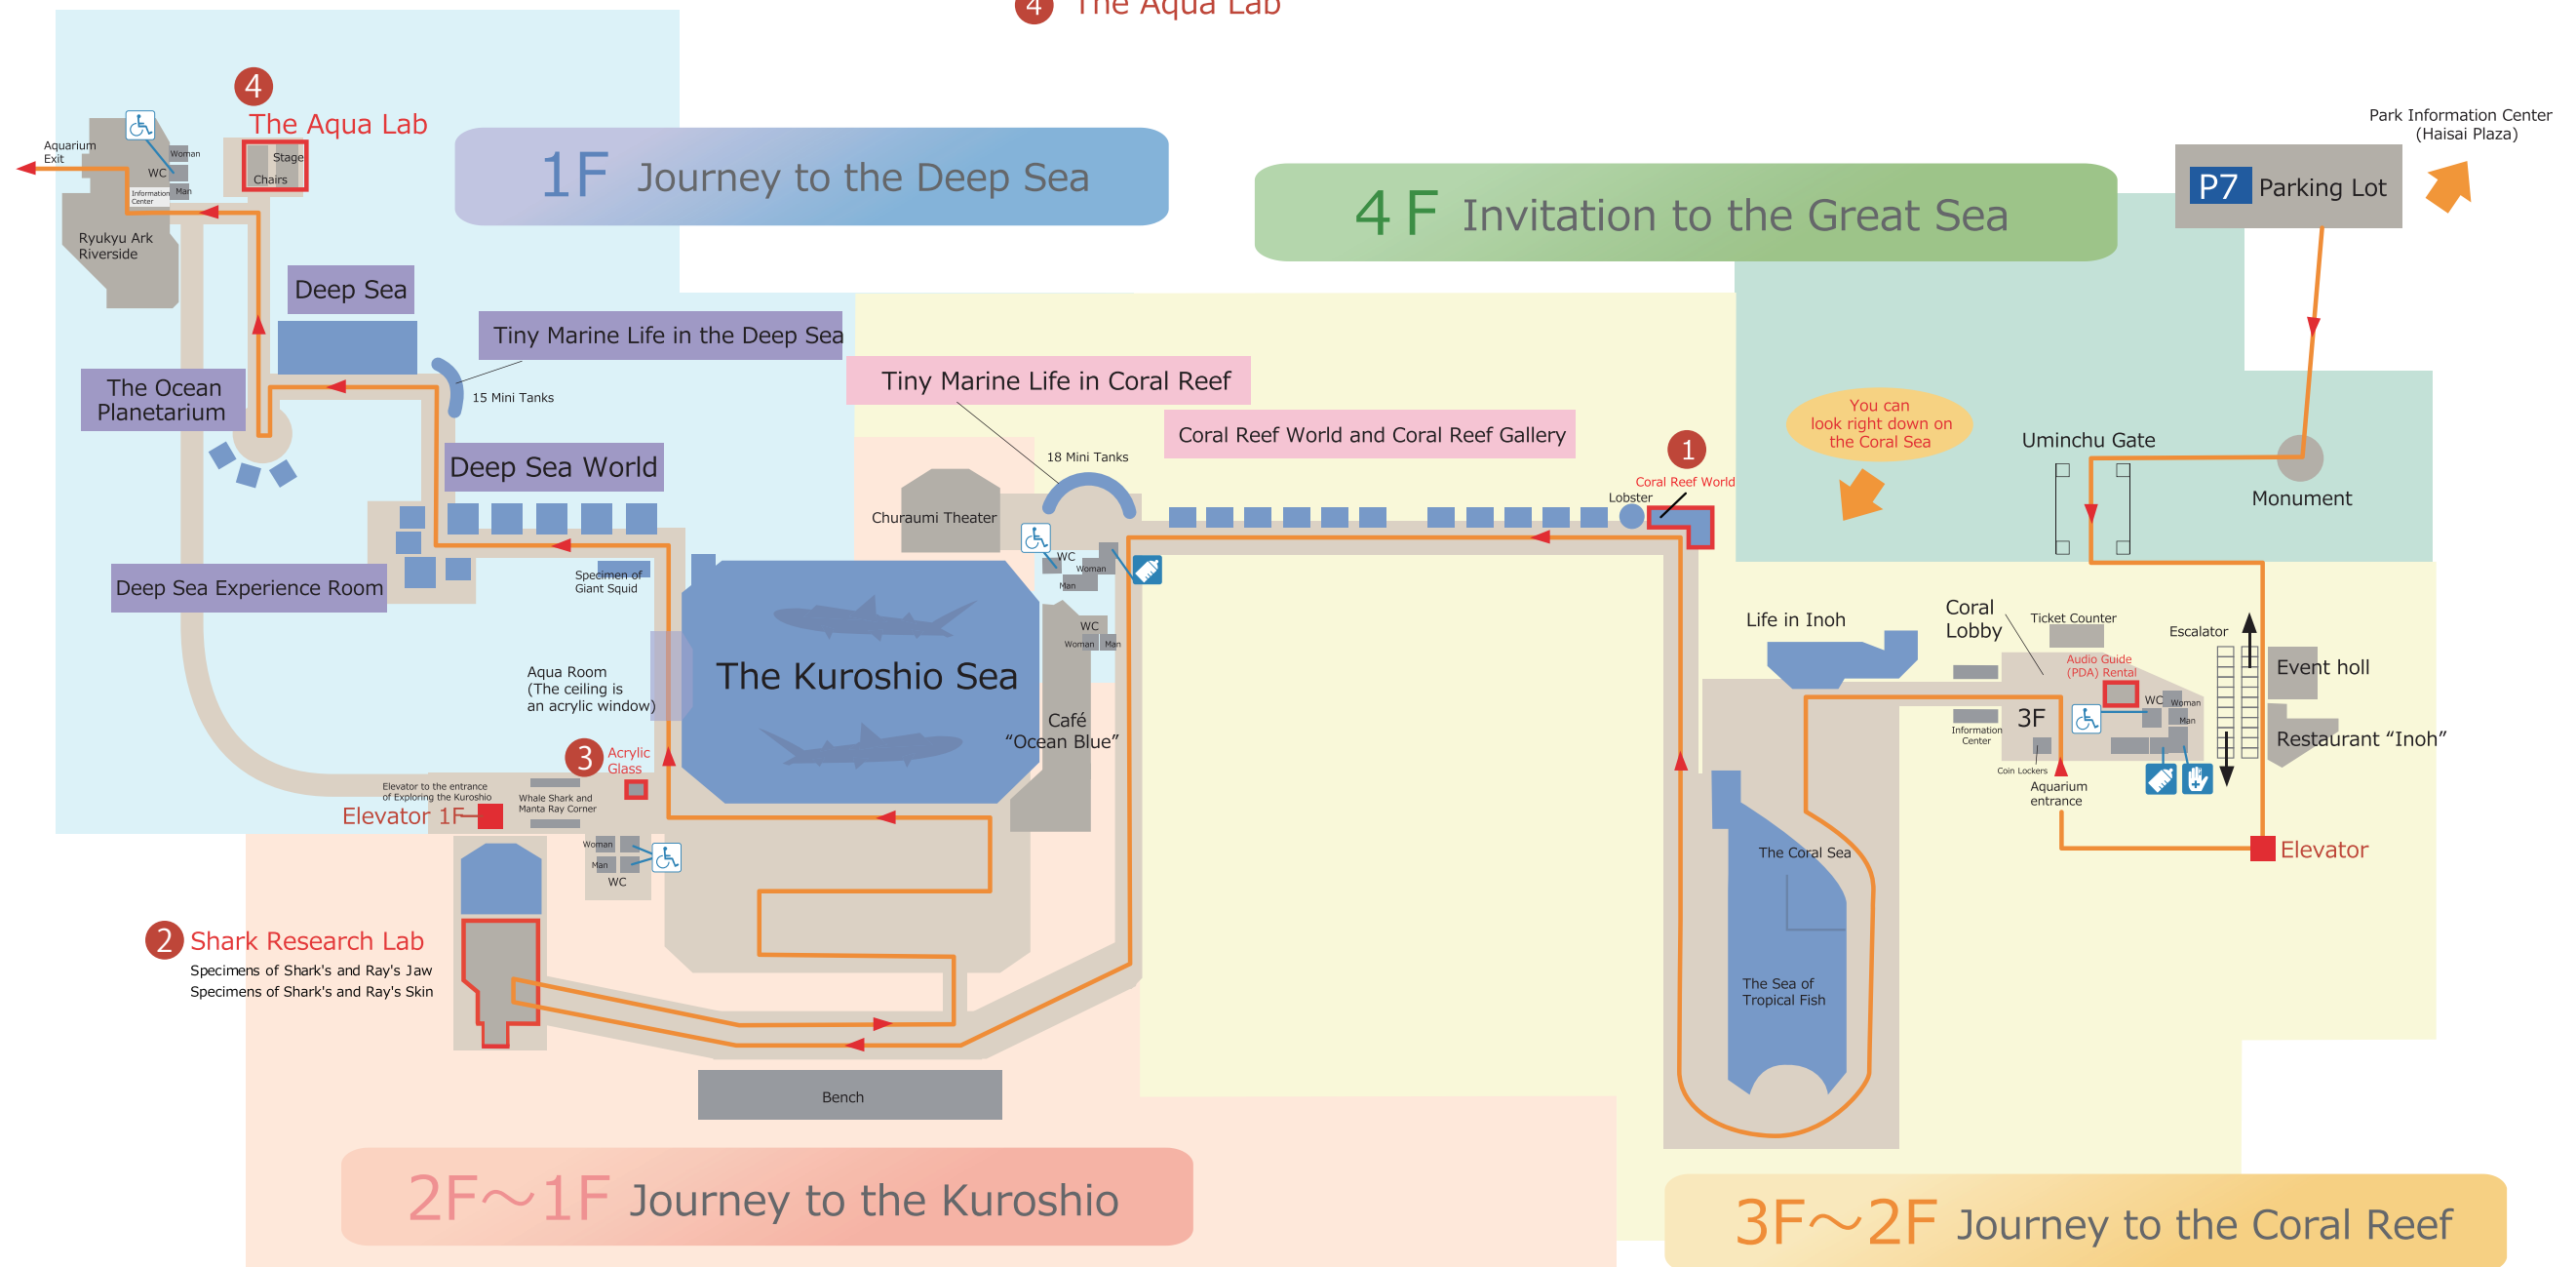 4 The Aqua Lab
4
The Aqua Lab
Stage
Chairs
Aquarium
Exit
Woman
WC
Man
Information
Center
Ryukyu Ark
Riverside
1F Journey to the Deep Sea
4 F Invitation to the Great Sea
Park Information Center
(Haisai Plaza)
P7 Parking Lot
Deep Sea
Tiny Marine Life in the Deep Sea
15 Mini Tanks
The Ocean
Planetarium
Deep Sea World
Deep Sea Experience Room
Specimen of
Giant Squid
Tiny Marine Life in Coral Reef
18 Mini Tanks
Coral Reef World and Coral Reef Gallery
1
Coral Reef World
Lobster
You can
look right down on
the Coral Sea
Uminchu Gate
Monument
Churaumi Theater
WC
Woman
Man
WC
Woman Man
The Kuroshio Sea
Aqua Room
(The ceiling is
an acrylic window)
Café
“Ocean Blue”
3
Acrylic
Glass
Elevator to the entrance
of Exploring the Kuroshio
Elevator 1F
Whale Shark and
Manta Ray Corner
Woman
Man
WC
2 Shark Research Lab
Specimens of Shark's and Ray's Jaw
Specimens of Shark's and Ray's Skin
Bench
Life in Inoh
Coral
Lobby
Ticket Counter
Escalator
Audio Guide
(PDA) Rental
Event holl
WC
Woman
Man
3F
Information
Center
Restaurant “Inoh”
Coin Lockers
Aquarium
entrance
Elevator
The Coral Sea
The Sea of
Tropical Fish
2F～1F Journey to the Kuroshio
3F～2F Journey to the Coral Reef